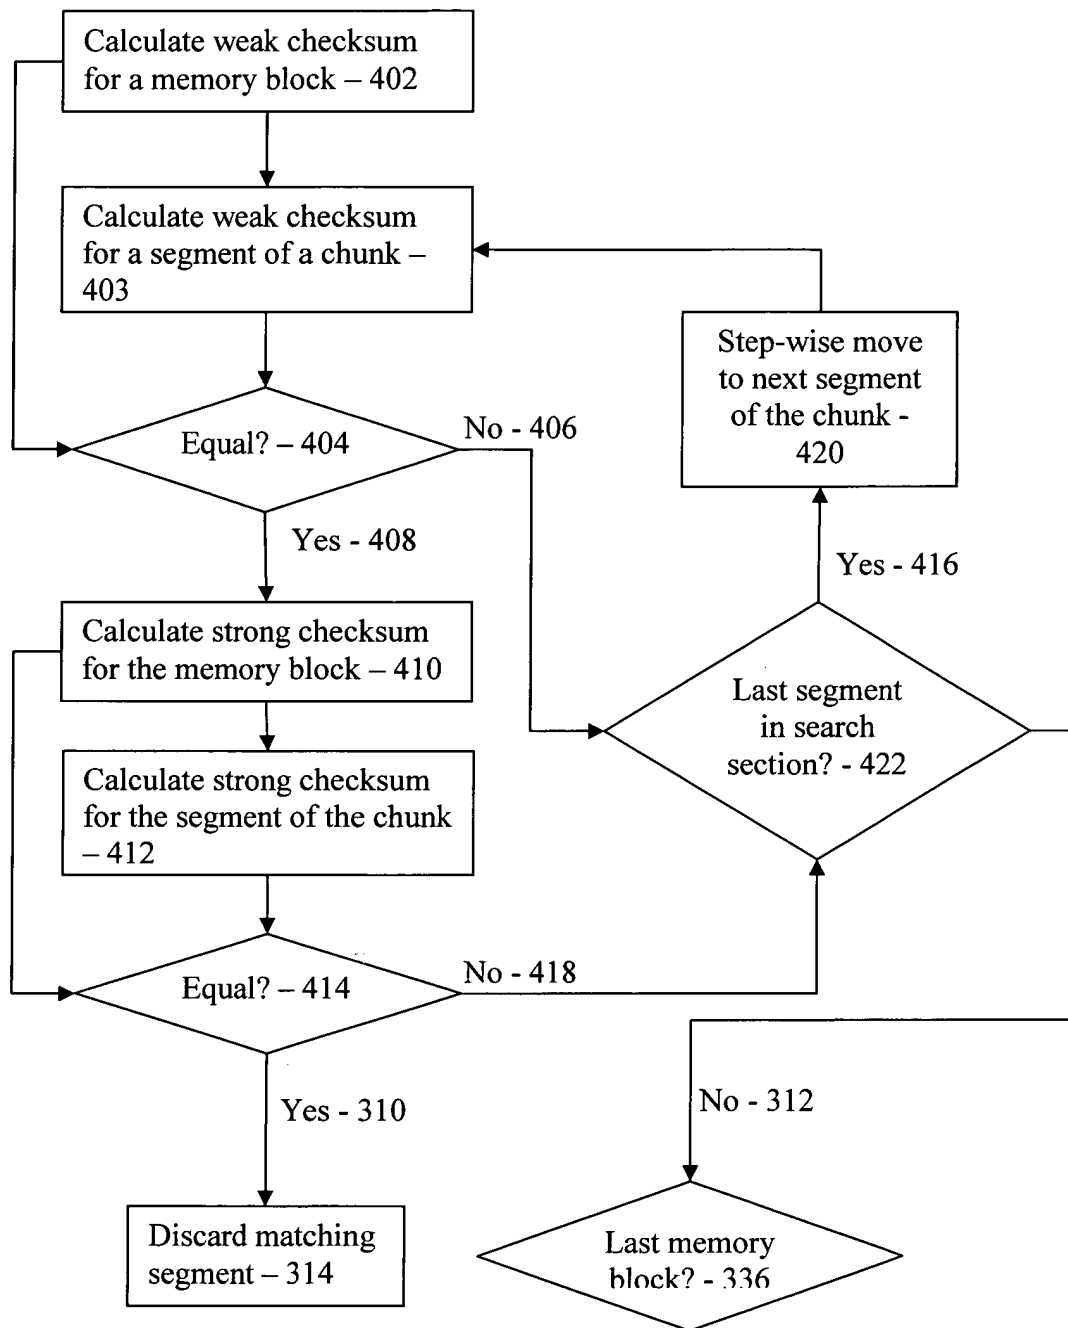 Calculate weak checksum
for a memory block – 402
Calculate weak checksum
for a segment of a chunk –
403
Step-wise move
to next segment
of the chunk -
420
Equal? – 404
No - 406
Yes - 408
Yes - 416
Calculate strong checksum
for the memory block – 410
Last segment
in search
section? - 422
Calculate strong checksum
for the segment of the chunk
– 412
Equal? – 414
No - 418
Yes - 310
No - 312
Discard matching
segment – 314
Last memory
block? - 336